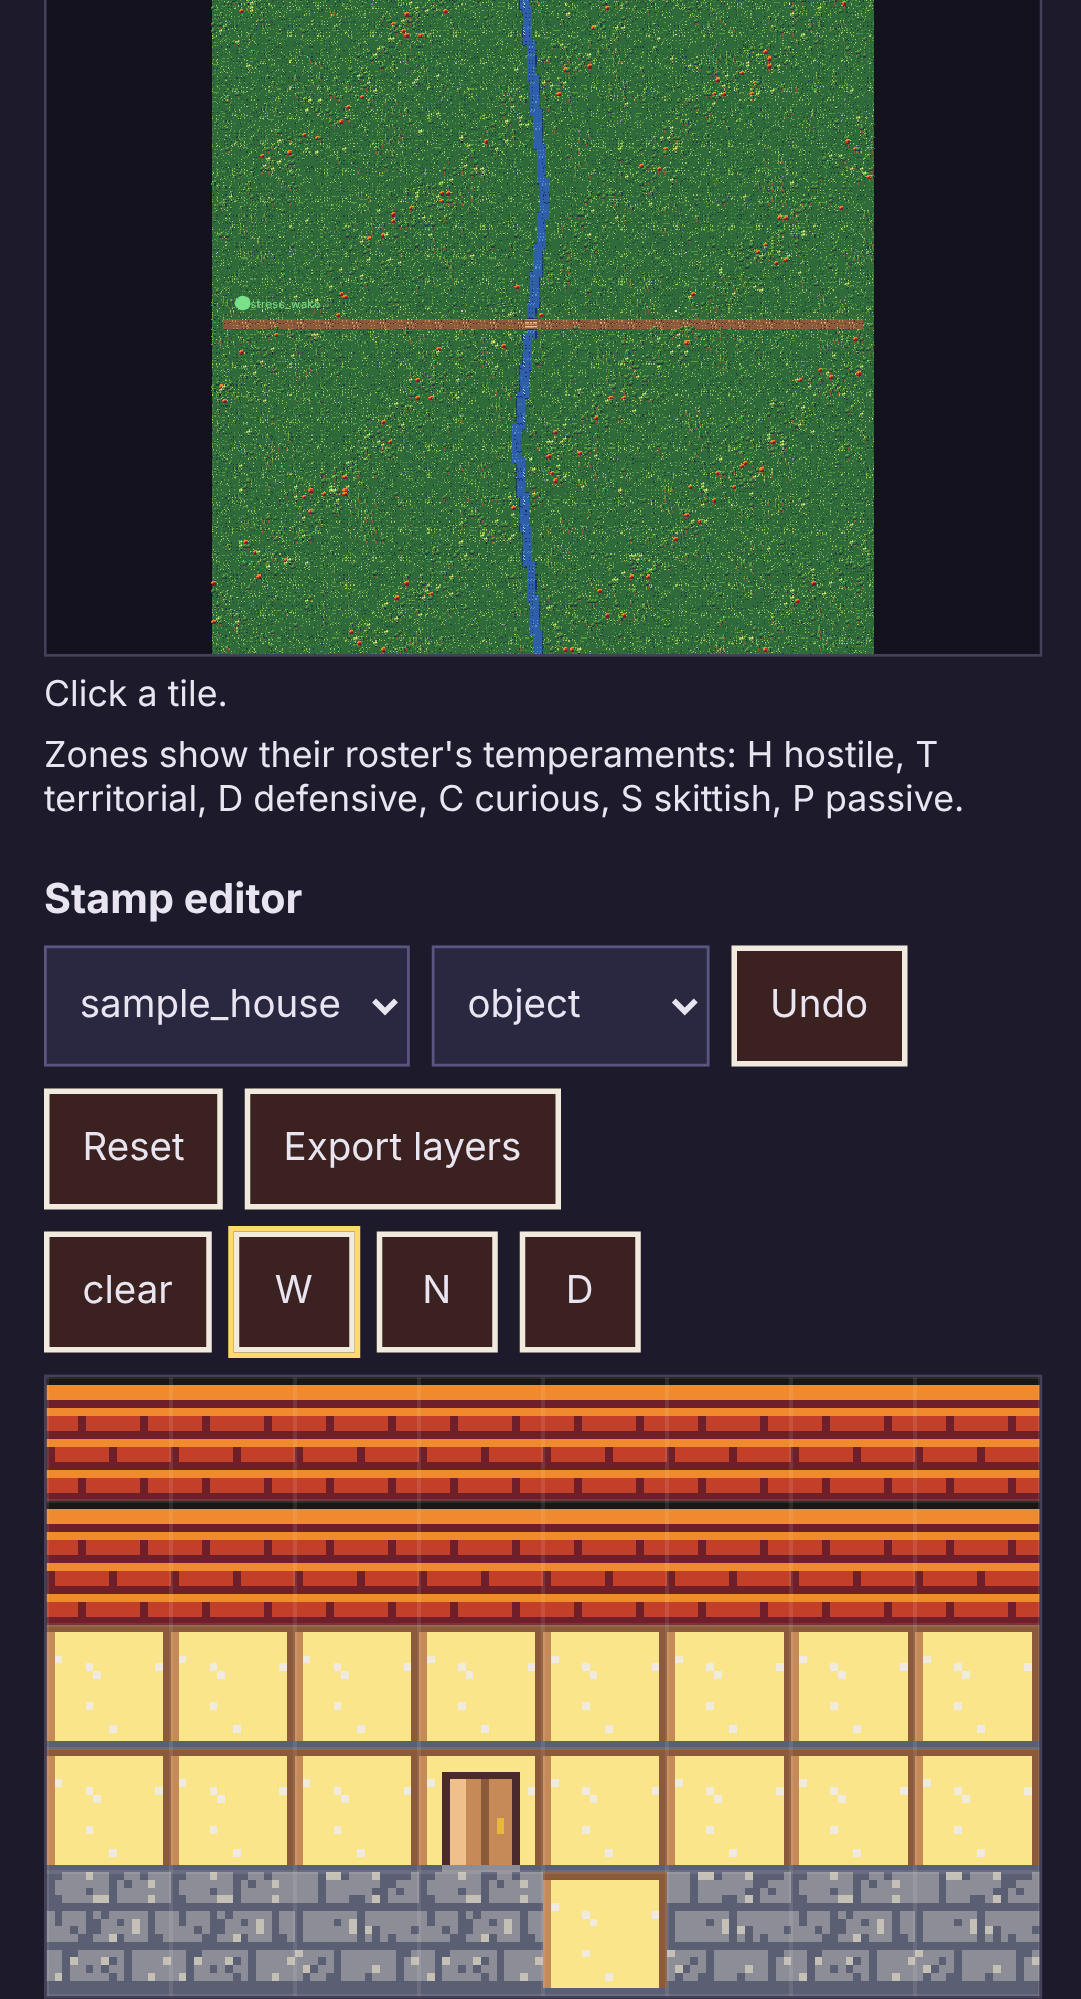 stress_wako
Click a tile.
Zones show their roster's temperaments: H hostile, T
territorial, D defensive, C curious, S skittish, P passive.
Stamp editor
sample_house object Undo
Reset Export layers
clear W N D